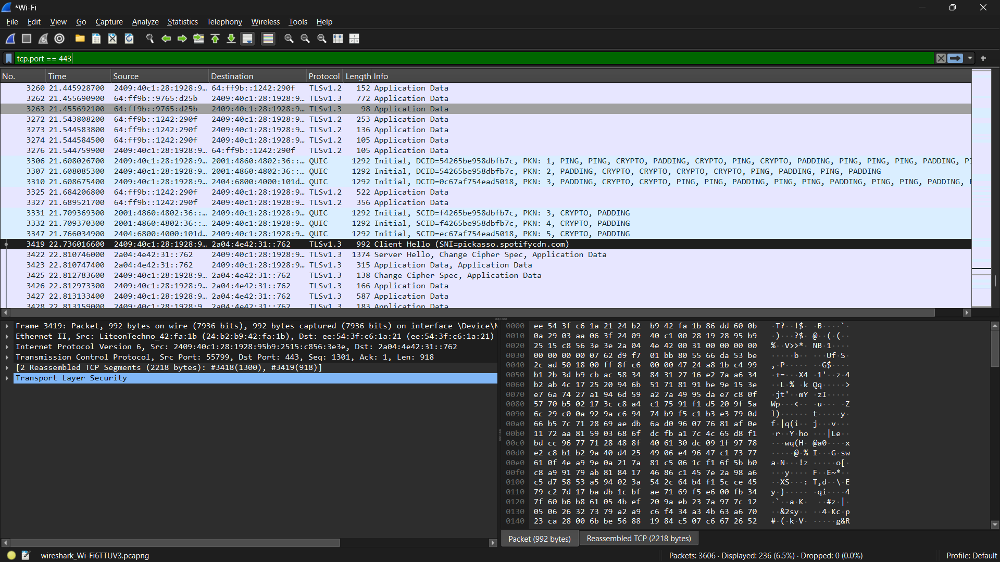 *Wi-Fi
File Edit View Go Capture Analyze Statistics Telephony Wireless Tools Help
tcp.port == 443
No. Time Source Destination Protocol Length Info
3260 21.445928700 2409:40c1:28:1928:9… 64:ff9b::1242:290f TLSv1.2 152 Application Data
3262 21.455690900 64:ff9b::9765:d25b 2409:40c1:28:1928:9… TLSv1.3 772 Application Data
3263 21.455692100 64:ff9b::9765:d25b 2409:40c1:28:1928:9… TLSv1.3 98 Application Data
3272 21.543808200 64:ff9b::1242:290f 2409:40c1:28:1928:9… TLSv1.2 253 Application Data
3273 21.544583800 64:ff9b::1242:290f 2409:40c1:28:1928:9… TLSv1.2 136 Application Data
3274 21.544584500 64:ff9b::1242:290f 2409:40c1:28:1928:9… TLSv1.2 105 Application Data
3276 21.544759900 2409:40c1:28:1928:9… 64:ff9b::1242:290f TLSv1.2 105 Application Data
3306 21.608026700 2409:40c1:28:1928:9… 2001:4860:4802:36::… QUIC 1292 Initial, DCID=54265be958dbfb7c, PKN: 1, PING, PING, CRYPTO, PADDING, CRYPTO, PING, CRYPTO, PADDING, PING, PING, PING, PADDING, PI
3307 21.608085300 2409:40c1:28:1928:9… 2001:4860:4802:36::… QUIC 1292 Initial, DCID=54265be958dbfb7c, PKN: 2, PADDING, CRYPTO, CRYPTO, CRYPTO, CRYPTO, PING, PADDING, PING, PADDING
3310 21.608675400 2409:40c1:28:1928:9… 2404:6800:4000:101d… QUIC 1292 Initial, DCID=0c67af754ead5018, PKN: 3, PADDING, CRYPTO, CRYPTO, PING, PING, PADDING, PING, PING, PADDING, PING, PING, PADDING,
3325 21.684206800 64:ff9b::1242:290f 2409:40c1:28:1928:9… TLSv1.2 522 Application Data
3327 21.689521700 64:ff9b::1242:290f 2409:40c1:28:1928:9… TLSv1.2 356 Application Data
3331 21.709369300 2001:4860:4802:36::… 2409:40c1:28:1928:9… QUIC 1292 Initial, SCID=f4265be958dbfb7c, PKN: 3, CRYPTO, PADDING
3332 21.709370300 2001:4860:4802:36::… 2409:40c1:28:1928:9… QUIC 1292 Initial, SCID=f4265be958dbfb7c, PKN: 4, CRYPTO, PADDING
3347 21.766034900 2404:6800:4000:101d… 2409:40c1:28:1928:9… QUIC 1292 Initial, SCID=ec67af754ead5018, PKN: 5, CRYPTO, PADDING
3419 22.736016600 2409:40c1:28:1928:9… 2a04:4e42:31::762 TLSv1.3 992 Client Hello (SNI=pickasso.spotifycdn.com)
3422 22.810746000 2a04:4e42:31::762 2409:40c1:28:1928:9… TLSv1.3 1374 Server Hello, Change Cipher Spec, Application Data
3423 22.810747400 2a04:4e42:31::762 2409:40c1:28:1928:9… TLSv1.3 315 Application Data, Application Data
3425 22.812783600 2409:40c1:28:1928:9… 2a04:4e42:31::762 TLSv1.3 138 Change Cipher Spec, Application Data
3426 22.812973300 2409:40c1:28:1928:9… 2a04:4e42:31::762 TLSv1.3 166 Application Data
3427 22.813133400 2409:40c1:28:1928:9… 2a04:4e42:31::762 TLSv1.3 587 Application Data
3428 22.813159000 2409:40c1:28:1928:9 2a04:4e42:31::762 TLSv1.3 183 Application Data
Frame 3419: Packet, 992 bytes on wire (7936 bits), 992 bytes captured (7936 bits) on interface \Device\N
Ethernet II, Src: LiteonTechno_42:fa:1b (24:b2:b9:42:fa:1b), Dst: ee:54:3f:c6:1a:21 (ee:54:3f:c6:1a:21)
Internet Protocol Version 6, Src: 2409:40c1:28:1928:95b9:2515:c856:3e3e, Dst: 2a04:4e42:31::762
Transmission Control Protocol, Src Port: 55799, Dst Port: 443, Seq: 1301, Ack: 1, Len: 918
[2 Reassembled TCP Segments (2218 bytes): #3418(1300), #3419(918)]
Transport Layer Security
0000 ee 54 3f c6 1a 21 24 b2 b9 42 fa 1b 86 dd 60 0b ·T?··!$· ·B····`·
0010 0a 29 03 aa 06 3f 24 09 40 c1 00 28 19 28 95 b9 ·)···?$· @··(·(··
0020 25 15 c8 56 3e 3e 2a 04 4e 42 00 31 00 00 00 00 %··V>>*· NB·1····
0030 00 00 00 00 07 62 d9 f7 01 bb 80 55 66 da 53 be ·····b·· ···Uf·S·
0040 2c ad 50 18 00 ff 8f c6 00 00 47 24 a8 1b c4 99 ,·P····· ··G$····
0050 b1 2b 3d b9 cb ac 58 34 84 31 27 16 e2 7a a6 34 ·+=···X4 ·1'··z·4
0060 b2 ab 4c 17 25 20 94 6b 51 71 81 91 be 9e 15 3e ··L·% ·k Qq·····>
0070 e7 6a 74 27 a1 94 6d 59 a2 7a 49 95 da e7 c8 0f ·jt'··mY ·zI·····
0080 57 70 b5 02 17 3c c8 a4 c1 75 91 f1 d5 20 9f 5a Wp···<·· ·u··· ·Z
0090 6c 29 c0 0a 92 9a c6 94 74 b9 f5 c1 b3 e3 79 0d l)······ t·····y·
00a0 66 b5 7c 71 28 69 ae db 6a d0 96 07 76 81 af 0e f·|q(i·· j···v···
00b0 11 72 aa 81 59 03 68 6f dc fb a1 7c 4c 65 d8 f1 ·r··Y·ho ···|Le··
00c0 bd cc 96 77 71 28 48 8f 40 61 30 dc 09 1f 97 78 ···wq(H· @a0····x
00d0 e2 c8 b1 b2 9a 40 d4 25 49 06 e4 96 47 c1 73 77 ·····@·% I···G·sw
00e0 61 0f 4e a9 9e 0a 21 7a 81 c5 06 1c f1 6f 5b b0 a·N···!z ·····o[·
00f0 c8 a9 91 79 ab 81 84 17 46 86 c1 45 7e 2a 98 a6 ···y···· F··E~*··
0100 c5 d7 58 53 a5 94 02 3a 54 2c 64 b4 f1 5c ce 45 ··XS···: T,d··\·E
0110 79 c2 7d 17 ba db 1c bf ae 71 69 f5 e6 00 fb 34 y·}····· ·qi····4
0120 7f 60 b6 b8 61 05 4b ef 20 9a eb 23 7a 97 7c 12 ·`··a·K· ··#z·|·
0130 05 06 26 32 73 79 a2 a9 c6 f4 34 a3 4b 63 a6 70 ··&2sy·· ··4·Kc·p
0140 23 ca 28 00 6b be 56 88 19 84 c5 07 c6 67 26 52 #·(·k·V· ·····g&R
Packet (992 bytes) Reassembled TCP (2218 bytes)
wireshark_Wi-Fi6TTUV3.pcapng Packets: 3606 · Displayed: 236 (6.5%) · Dropped: 0 (0.0%) Profile: Default